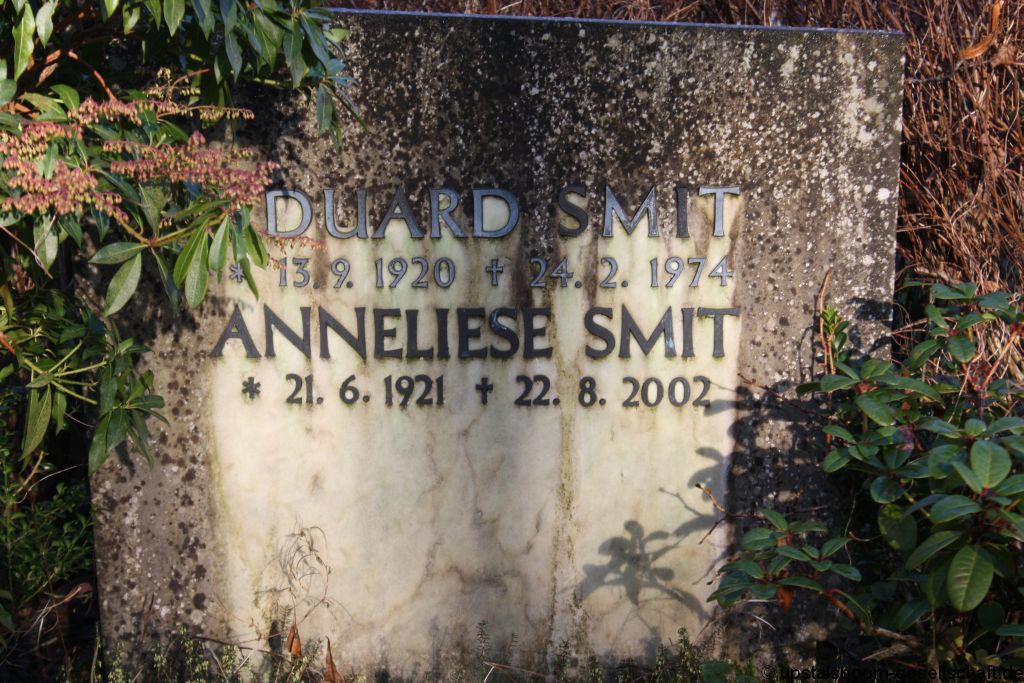 DUARD SMIT
* 13. 9. 1920 ✝ 24. 2. 1974
ANNELIESE SMIT
* 21. 6. 1921 ✝ 22. 8. 2002
© upstalsboom-gesellschaft.de